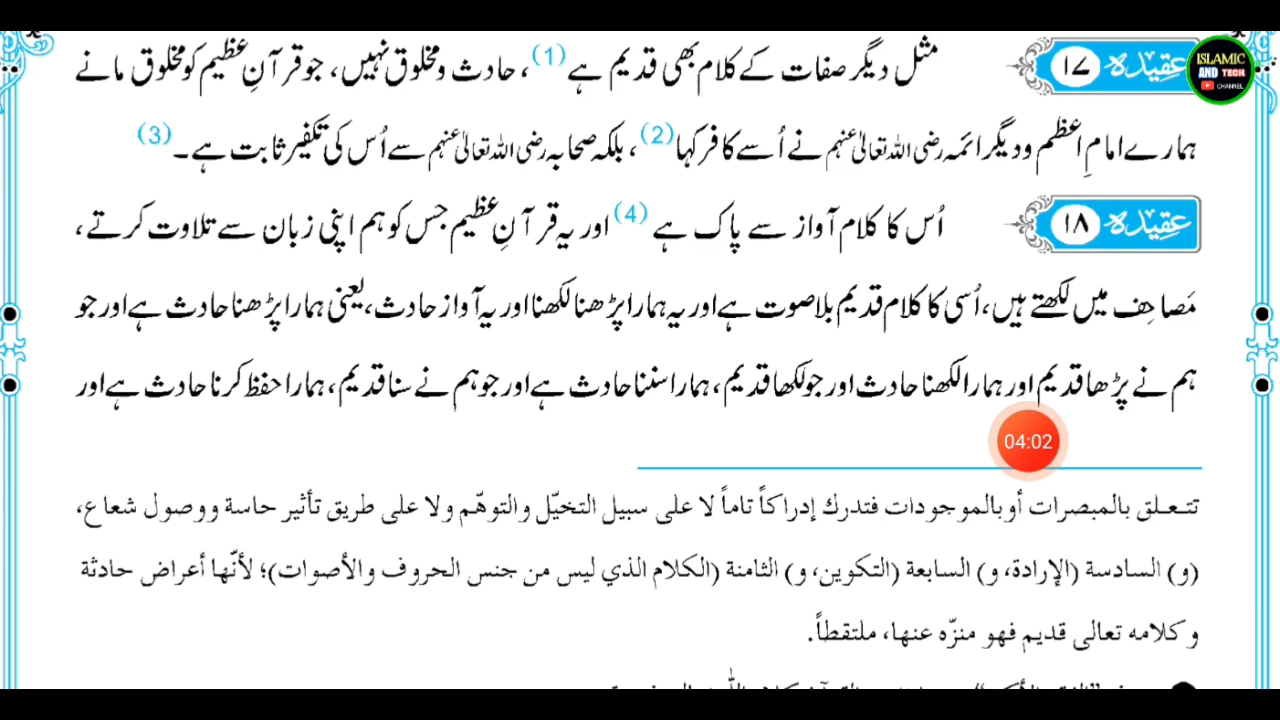 عقیدہ ۱۷ مثل دیگر صفات کے کلام بھی قدیم ہے (1)، حادث و مخلوق نہیں، جو قرآنِ عظیم کو مخلوق مانے
ISLAMIC AND TECH CHANNEL
ہمارے امامِ اعظم و دیگر ائمہ رضی اللہ تعالیٰ عنہم نے اُسے کافر کہا (2)، بلکہ صحابہ رضی اللہ تعالیٰ عنہم سے اُس کی تکفیر ثابت ہے۔ (3)
عقیدہ ۱۸ اُس کا کلام آواز سے پاک ہے (4) اور یہ قرآنِ عظیم جس کو ہم اپنی زبان سے تلاوت کرتے،
مَصاحِف میں لکھتے ہیں، اُسی کا کلام قدیم بلا صوت ہے اور یہ ہمارا پڑھنا لکھنا اور یہ آواز حادث، یعنی ہمارا پڑھنا حادث ہے اور جو
ہم نے پڑھا قدیم اور ہمارا لکھنا حادث اور جو لکھا قدیم، ہمارا سننا حادث ہے اور جو ہم نے سنا قدیم، ہمارا حفظ کرنا حادث ہے اور
04:02
تتعلق بالمبصرات أو بالموجودات فتدرك إدراكاً تاماً لا على سبيل التخيّل والتوهّم ولا على طريق تأثير حاسة ووصول شعاع،
(و) السادسة (الإرادة، و) السابعة (التكوين، و) الثامنة (الكلام الذي ليس من جنس الحروف والأصوات)؛ لأنّها أعراض حادثة
وكلامه تعالى قديم فهو منزّه عنها، ملتقطاً.